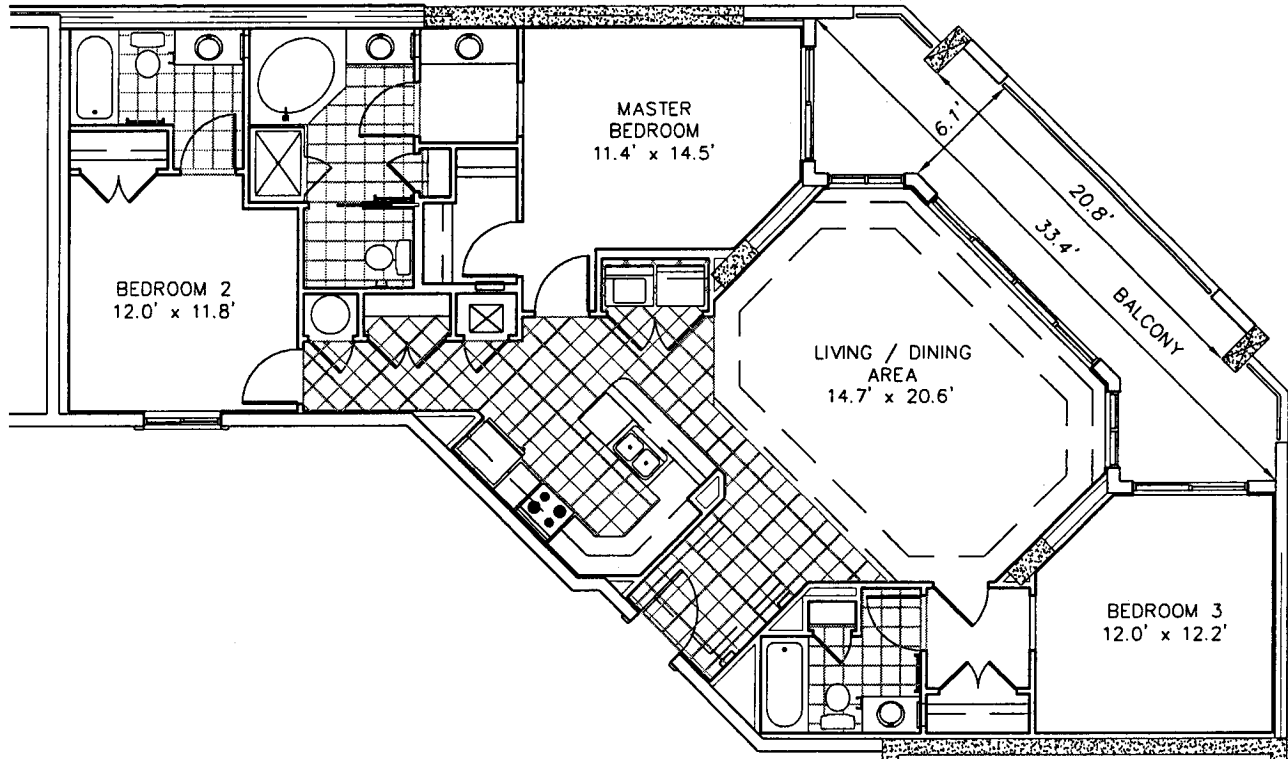 MASTER
BEDROOM
11.4' x 14.5'
6.1'
20.8'
33.4'
BALCONY
BEDROOM 2
12.0' x 11.8'
LIVING / DINING
AREA
14.7' x 20.6'
BEDROOM 3
12.0' x 12.2'